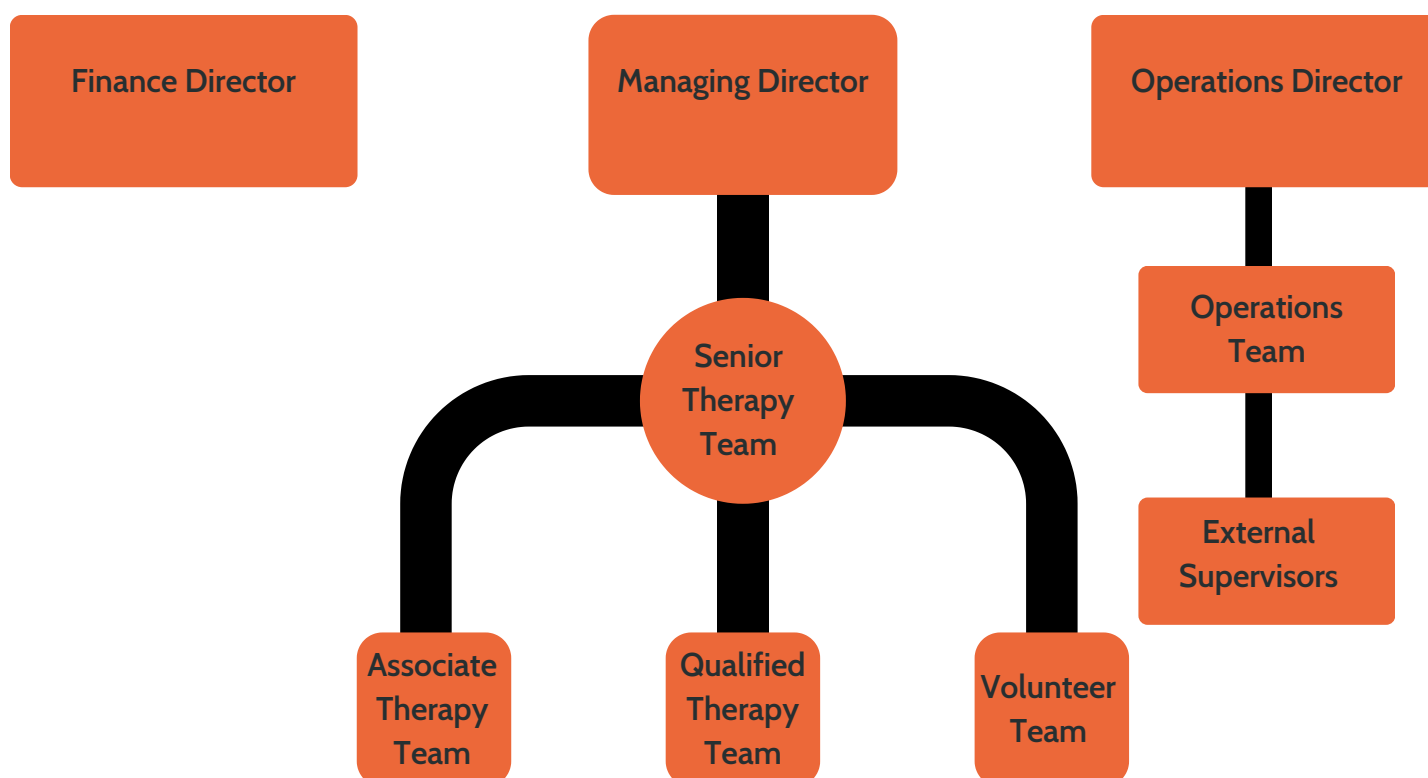 Finance Director
Managing Director
Operations Director
Senior
Therapy
Team
Operations
Team
External
Supervisors
Associate
Therapy
Team
Qualified
Therapy
Team
Volunteer
Team